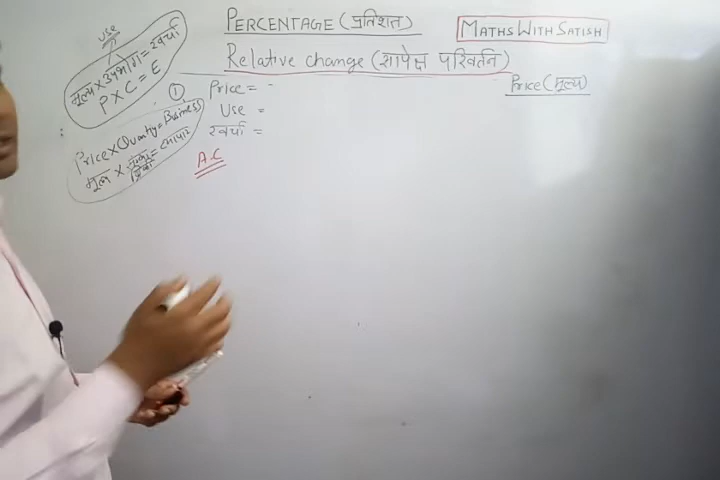 PERCENTAGE (प्रतिशत)
MATHS WITH SATISH
Relative change (सापेक्ष परिवर्तन)
Price (मूल्य)
use
मूल्य × उपभोग = खर्चा
P × C = E
Price × Quantity = Business
मूल्य × = व्यापार
① Price = -
Use =
खर्चा =
A.C